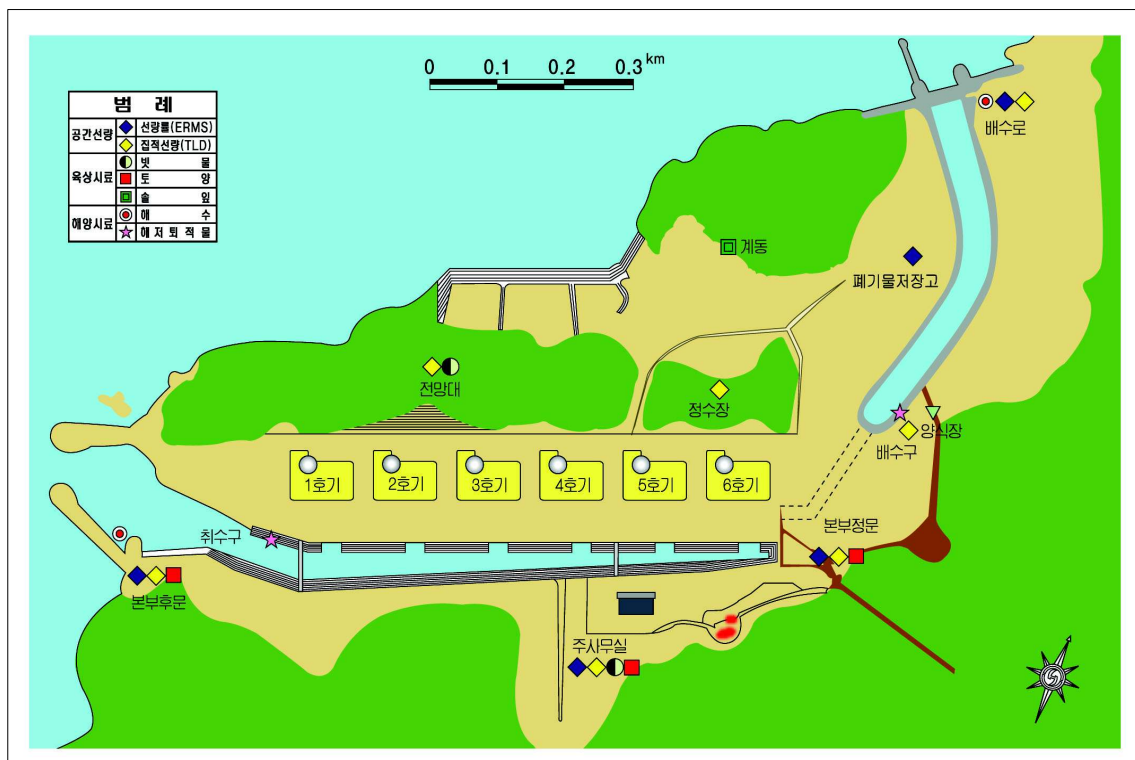 0 0.1 0.2 0.3 km
범 례
공간선량
선량률(ERMS)
집적선량(TLD)
육상시료
빗 물
토 양
솔 잎
해양시료
해 수
해저퇴적물
배수로
계동
폐기물저장고
전망대
정수장
양식장
배수구
1호기 2호기 3호기 4호기 5호기 6호기
취수구
본부정문
본부후문
주사무실